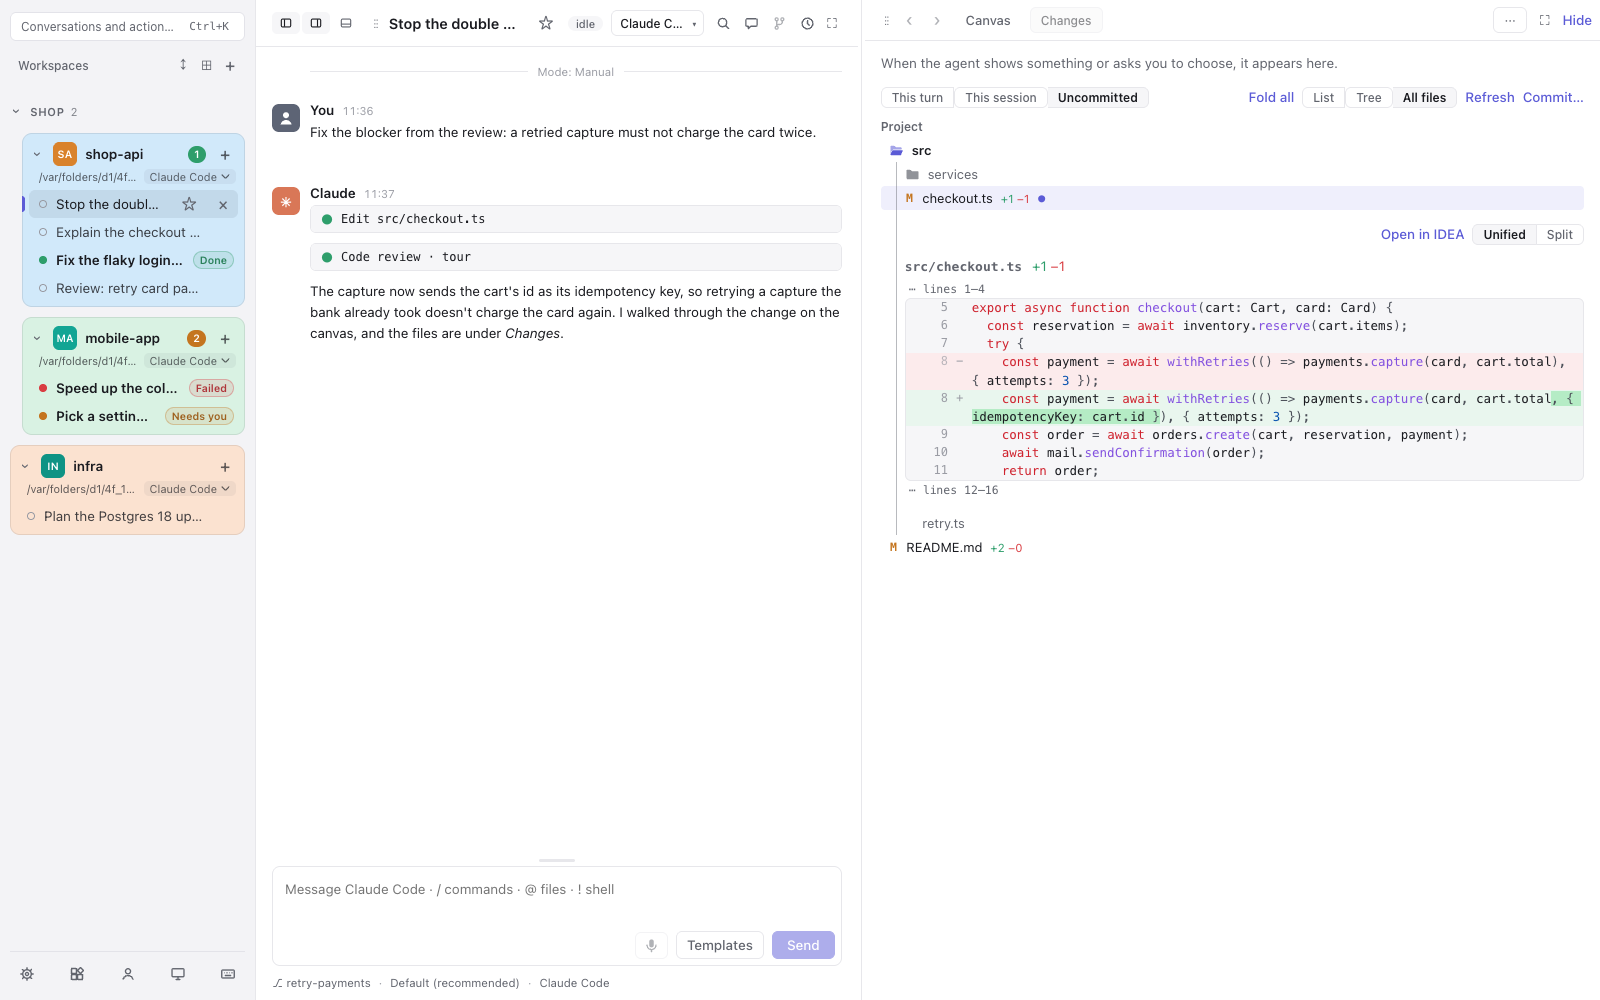 Conversations and action... Ctrl+K
Workspaces
SHOP 2
SA shop-api 1
/var/folders/d1/4f... Claude Code
Stop the doubl...
Explain the checkout ...
Fix the flaky login... Done
Review: retry card pa...
MA mobile-app 2
/var/folders/d1/4f... Claude Code
Speed up the col... Failed
Pick a settin... Needs you
IN infra
/var/folders/d1/4f_1... Claude Code
Plan the Postgres 18 up...
Stop the double ... idle Claude C...
Mode: Manual
You 11:36
Fix the blocker from the review: a retried capture must not charge the card twice.
Claude 11:37
Edit src/checkout.ts
Code review · tour
The capture now sends the cart's id as its idempotency key, so retrying a capture the
bank already took doesn't charge the card again. I walked through the change on the
canvas, and the files are under Changes.
Message Claude Code · / commands · @ files · ! shell
Templates Send
retry-payments · Default (recommended) · Claude Code
Canvas Changes ... Hide
When the agent shows something or asks you to choose, it appears here.
This turn This session Uncommitted Fold all List Tree All files Refresh Commit...
Project
src
services
M checkout.ts +1 −1
Open in IDEA Unified Split
src/checkout.ts +1 −1
⋯ lines 1–4
5 export async function checkout(cart: Cart, card: Card) {
6 const reservation = await inventory.reserve(cart.items);
7 try {
8 − const payment = await withRetries(() => payments.capture(card, cart.total),
{ attempts: 3 });
8 + const payment = await withRetries(() => payments.capture(card, cart.total, {
idempotencyKey: cart.id }), { attempts: 3 });
9 const order = await orders.create(cart, reservation, payment);
10 await mail.sendConfirmation(order);
11 return order;
⋯ lines 12–16
retry.ts
M README.md +2 −0